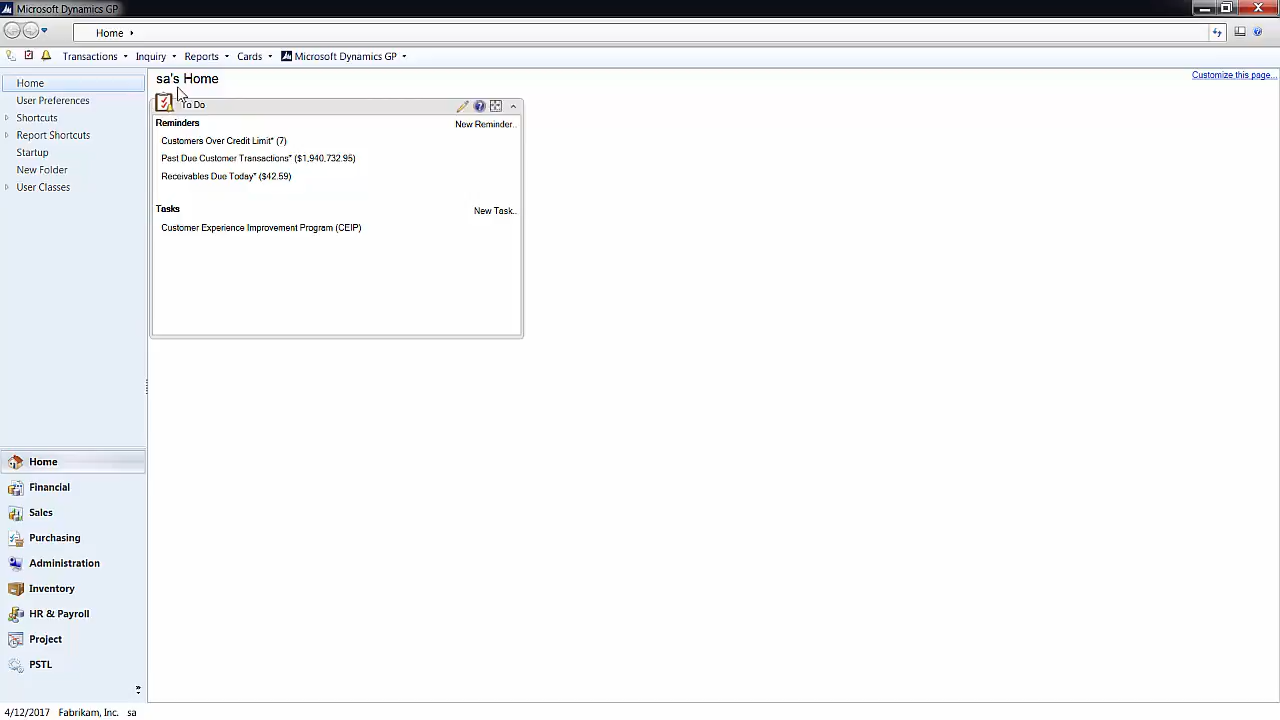 Microsoft Dynamics GP
Home
Transactions Inquiry Reports Cards Microsoft Dynamics GP
Home
User Preferences
Shortcuts
Report Shortcuts
Startup
New Folder
User Classes
Home
Financial
Sales
Purchasing
Administration
Inventory
HR & Payroll
Project
PSTL
sa's Home
Customize this page...
To Do
Reminders
New Reminder..
Customers Over Credit Limit* (7)
Past Due Customer Transactions* ($1,940,732.95)
Receivables Due Today* ($42.59)
Tasks
New Task..
Customer Experience Improvement Program (CEIP)
4/12/2017 Fabrikam, Inc. sa